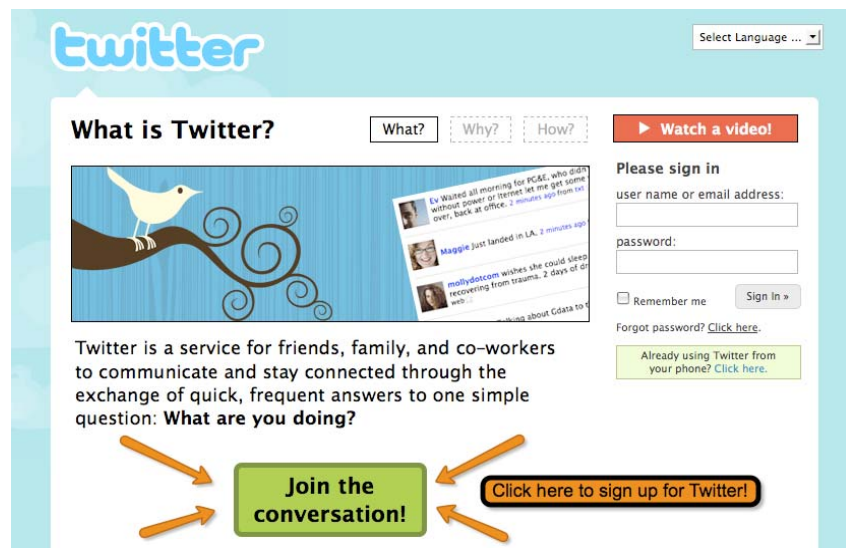 twitter
Select Language ...
What is Twitter?
What?
Why?
How?
Watch a video!
Ev Waited all morning for PG&E, who didn
without power or iternet let me get some
over, back at office. 2 minutes ago from txt
Maggie Just landed in LA. 2 minutes ago
mollydotcom wishes she could sleep
recovering from trauma. 2 days of dr
web
about Gdata to t
Twitter is a service for friends, family, and co-workers
to communicate and stay connected through the
exchange of quick, frequent answers to one simple
question: What are you doing?
Join the
conversation!
Click here to sign up for Twitter!
Please sign in
user name or email address:
password:
Remember me
Sign In »
Forgot password? Click here.
Already using Twitter from
your phone? Click here.